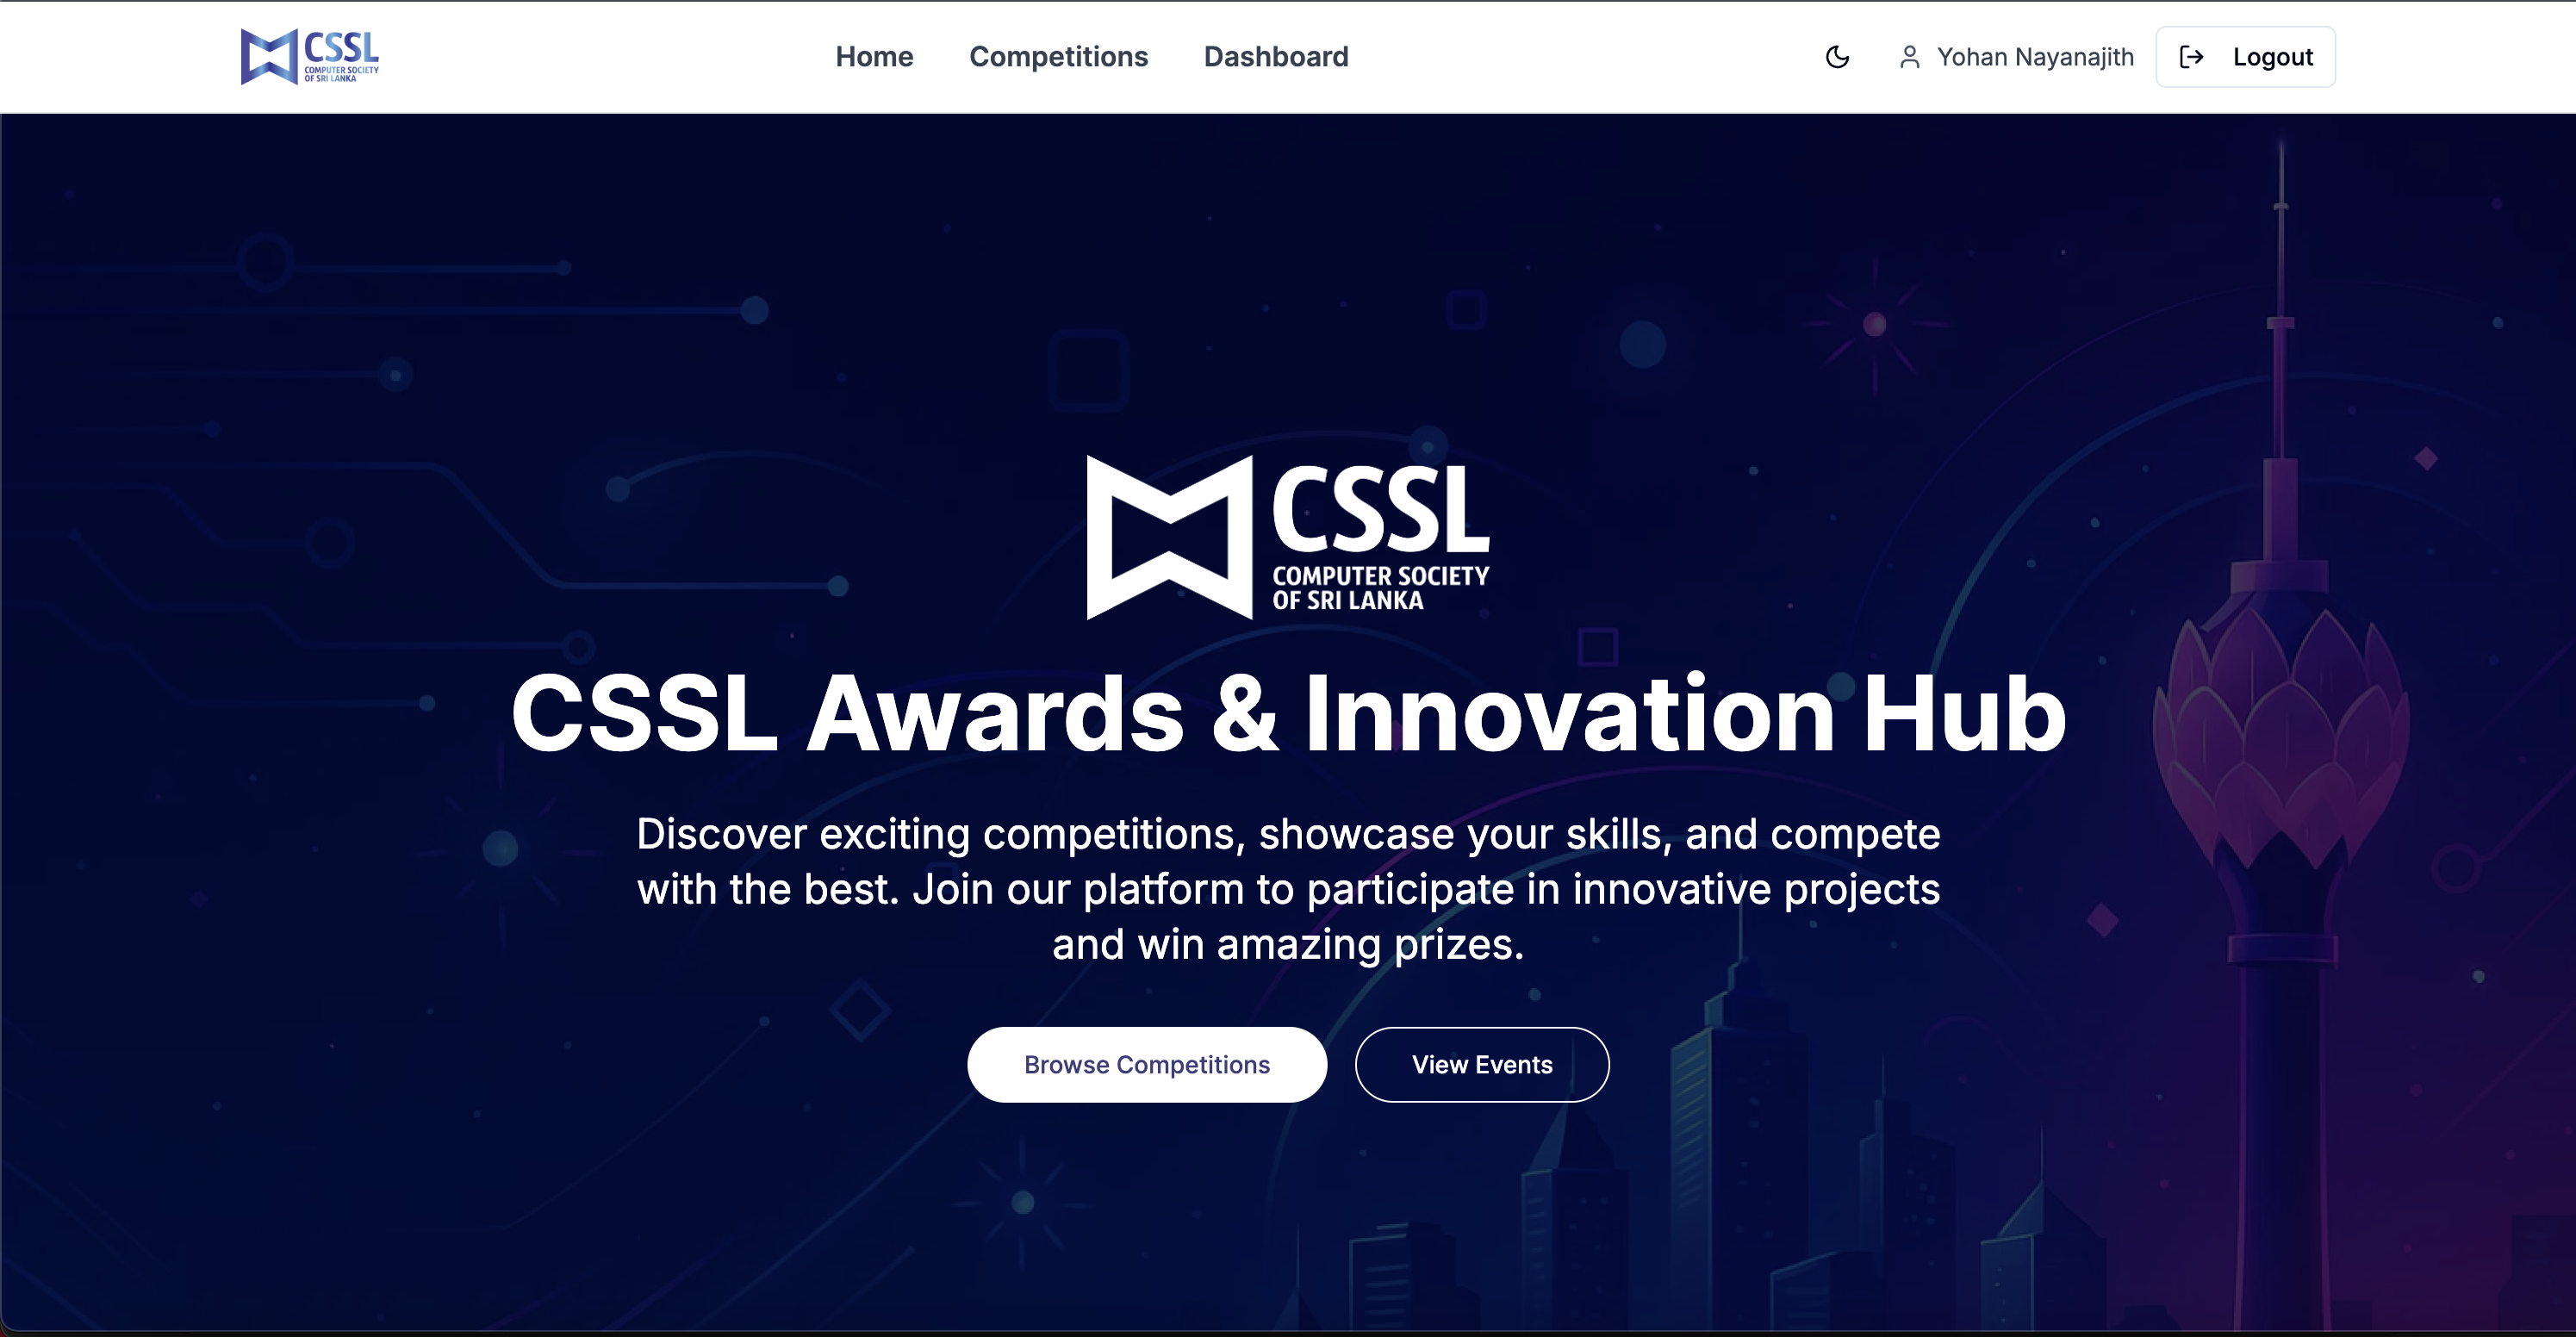 CSSL
COMPUTER SOCIETY
OF SRI LANKA
Home
Competitions
Dashboard
Yohan Nayanajith
Logout
CSSL
COMPUTER SOCIETY
OF SRI LANKA
CSSL Awards & Innovation Hub
Discover exciting competitions, showcase your skills, and compete
with the best. Join our platform to participate in innovative projects
and win amazing prizes.
Browse Competitions
View Events